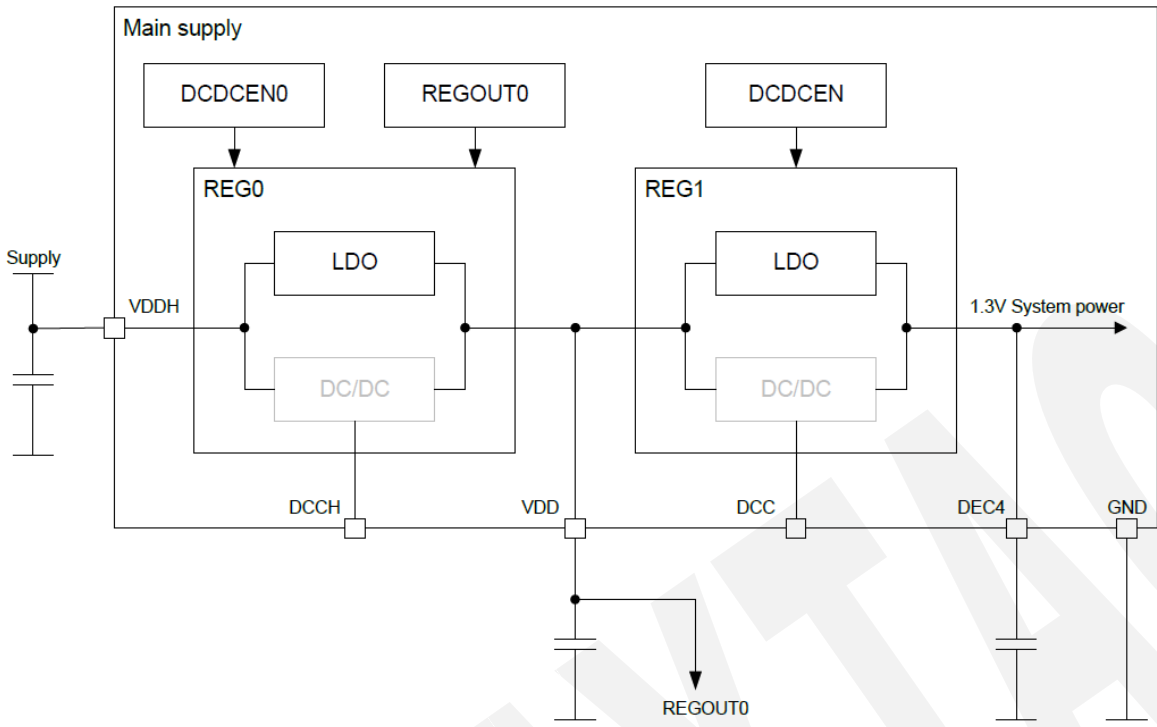 Main supply
DCDCEN0
REGOUT0
DCDCEN
REG0
REG1
LDO
LDO
Supply
VDDH
1.3V System power
DC/DC
DC/DC
DCCH
VDD
DCC
DEC4
GND
REGOUT0